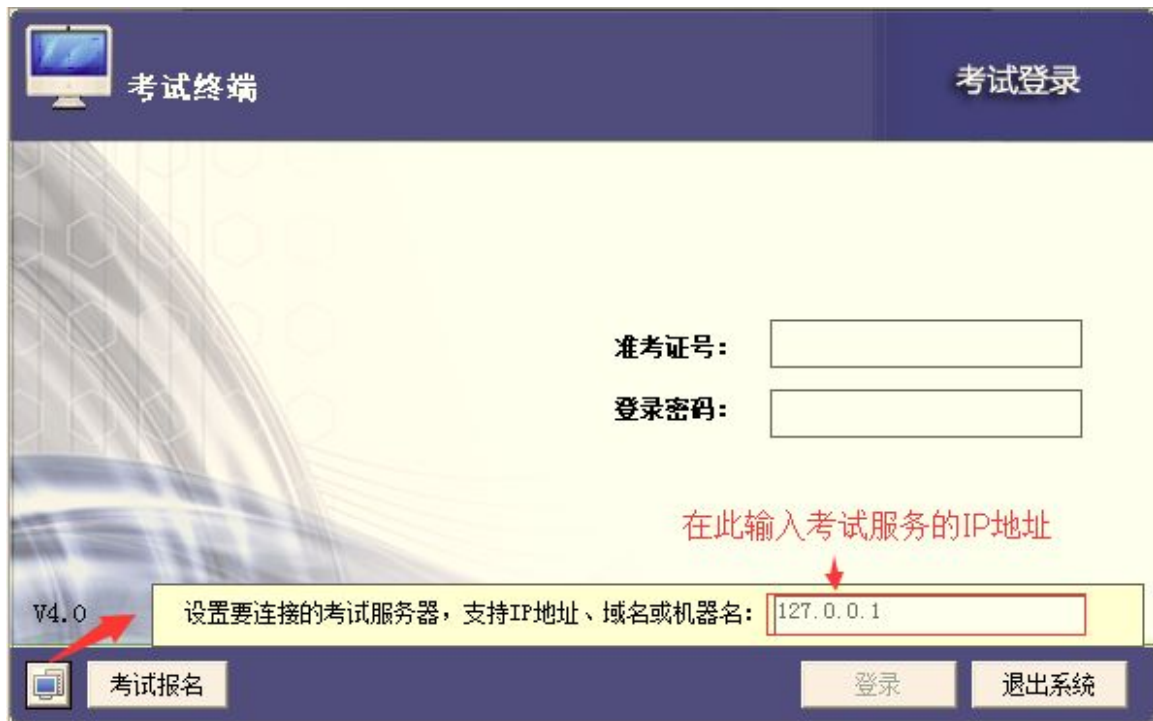 考试终端
考试登录
准考证号：
登录密码：
在此输入考试服务的IP地址
V4.0
设置要连接的考试服务器，支持IP地址、域名或机器名：
127.0.0.1
考试报名
登录
退出系统